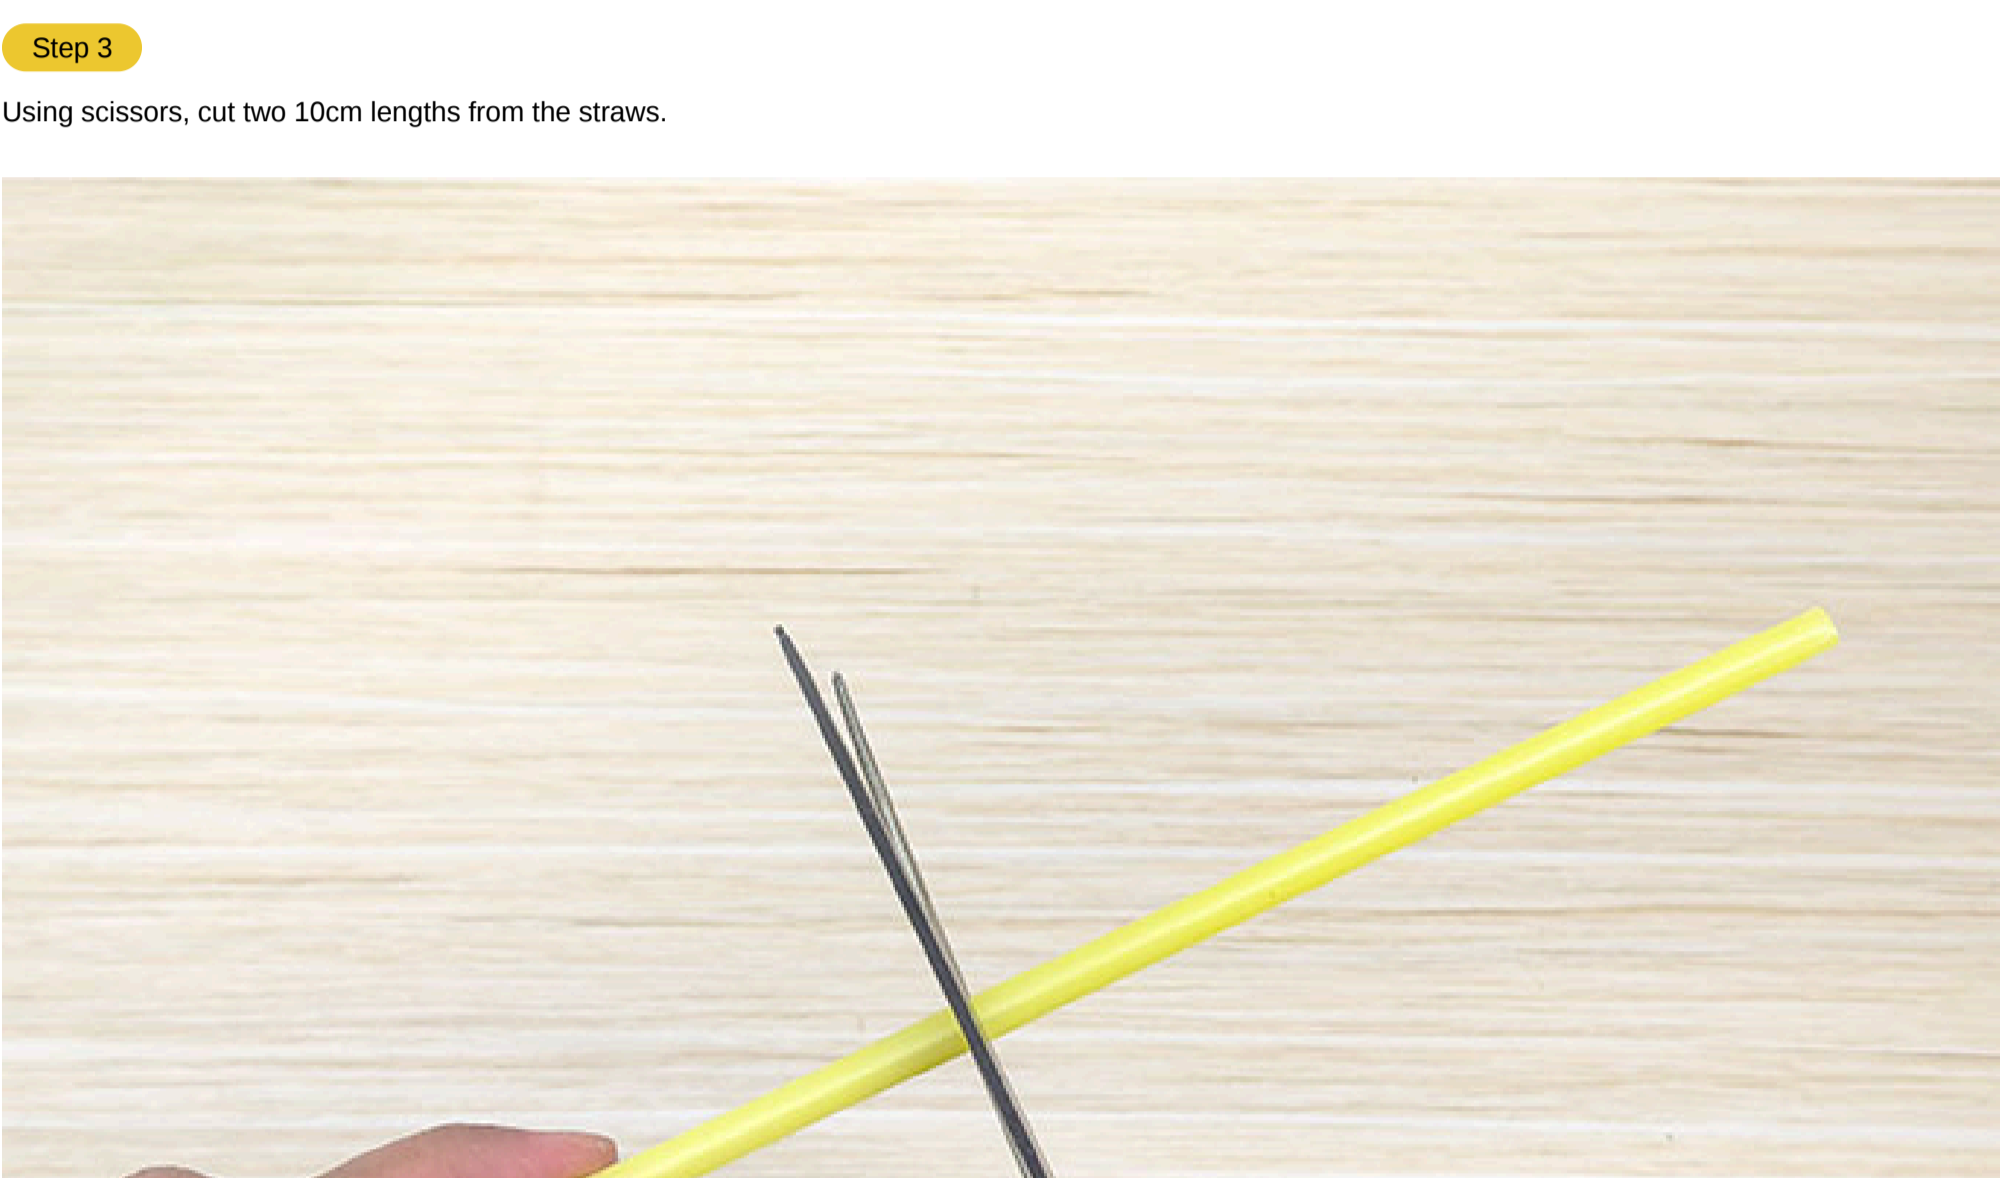 Step 3
Using scissors, cut two 10cm lengths from the straws.